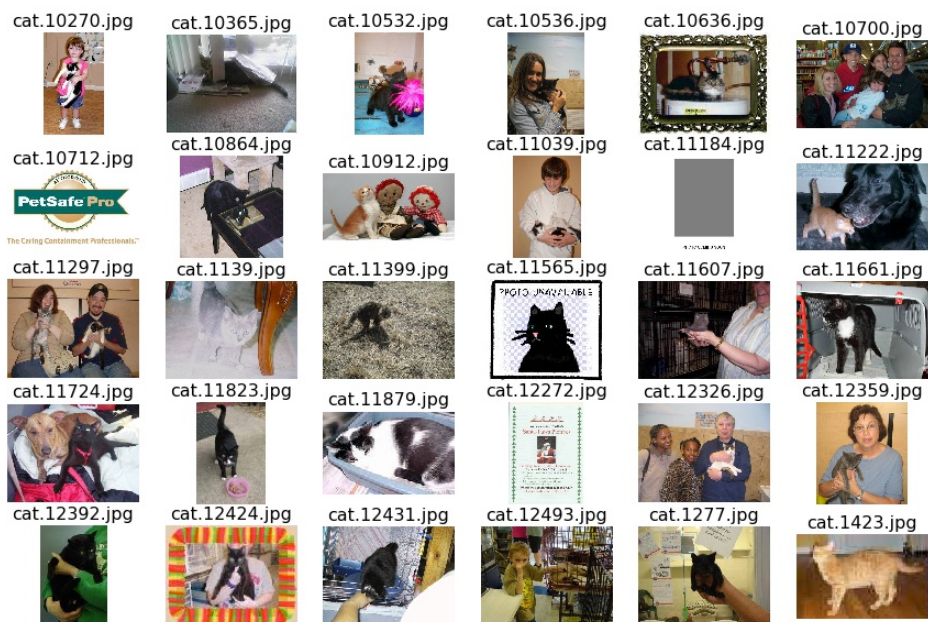 cat.10270.jpg
cat.10365.jpg
cat.10532.jpg
cat.10536.jpg
cat.10636.jpg
cat.10700.jpg
cat.10712.jpg
cat.10864.jpg
cat.10912.jpg
cat.11039.jpg
cat.11184.jpg
cat.11222.jpg
PetSafe Pro
The Caring Containment Professionals.™
cat.11297.jpg
cat.1139.jpg
cat.11399.jpg
cat.11565.jpg
cat.11607.jpg
cat.11661.jpg
PHOTO UNAVAILABLE
cat.11724.jpg
cat.11823.jpg
cat.11879.jpg
cat.12272.jpg
cat.12326.jpg
cat.12359.jpg
cat.12392.jpg
cat.12424.jpg
cat.12431.jpg
cat.12493.jpg
cat.1277.jpg
cat.1423.jpg